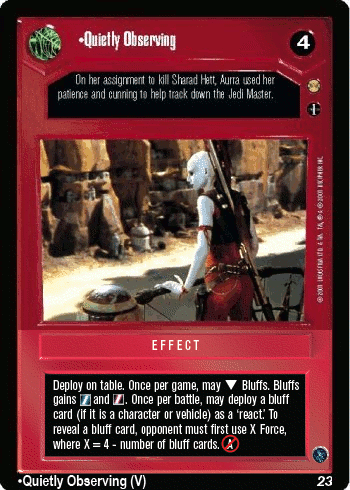 •Quietly Observing
4
On her assignment to kill Sharad Hett, Aurra used her
patience and cunning to help track down the Jedi Master.
EFFECT
Deploy on table. Once per game, may ▼ Bluffs. Bluffs
gains and . Once per battle, may deploy a bluff
card (if it is a character or vehicle) as a 'react.' To
reveal a bluff card, opponent must first use X Force,
where X = 4 - number of bluff cards. A
•Quietly Observing (V)
23